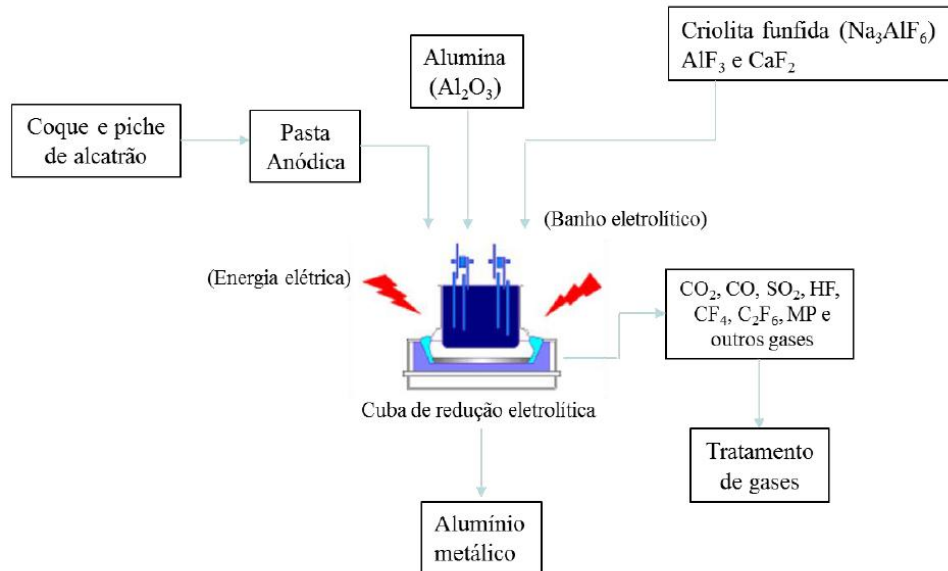 Criolita funfida (Na₃AlF₆)
AlF₃ e CaF₂
Alumina
(Al₂O₃)
Coque e piche
de alcatrão
Pasta
Anódica
(Banho eletrolítico)
(Energia elétrica)
CO₂, CO, SO₂, HF,
CF₄, C₂F₆, MP e
outros gases
Cuba de redução eletrolítica
Tratamento
de gases
Alumínio
metálico